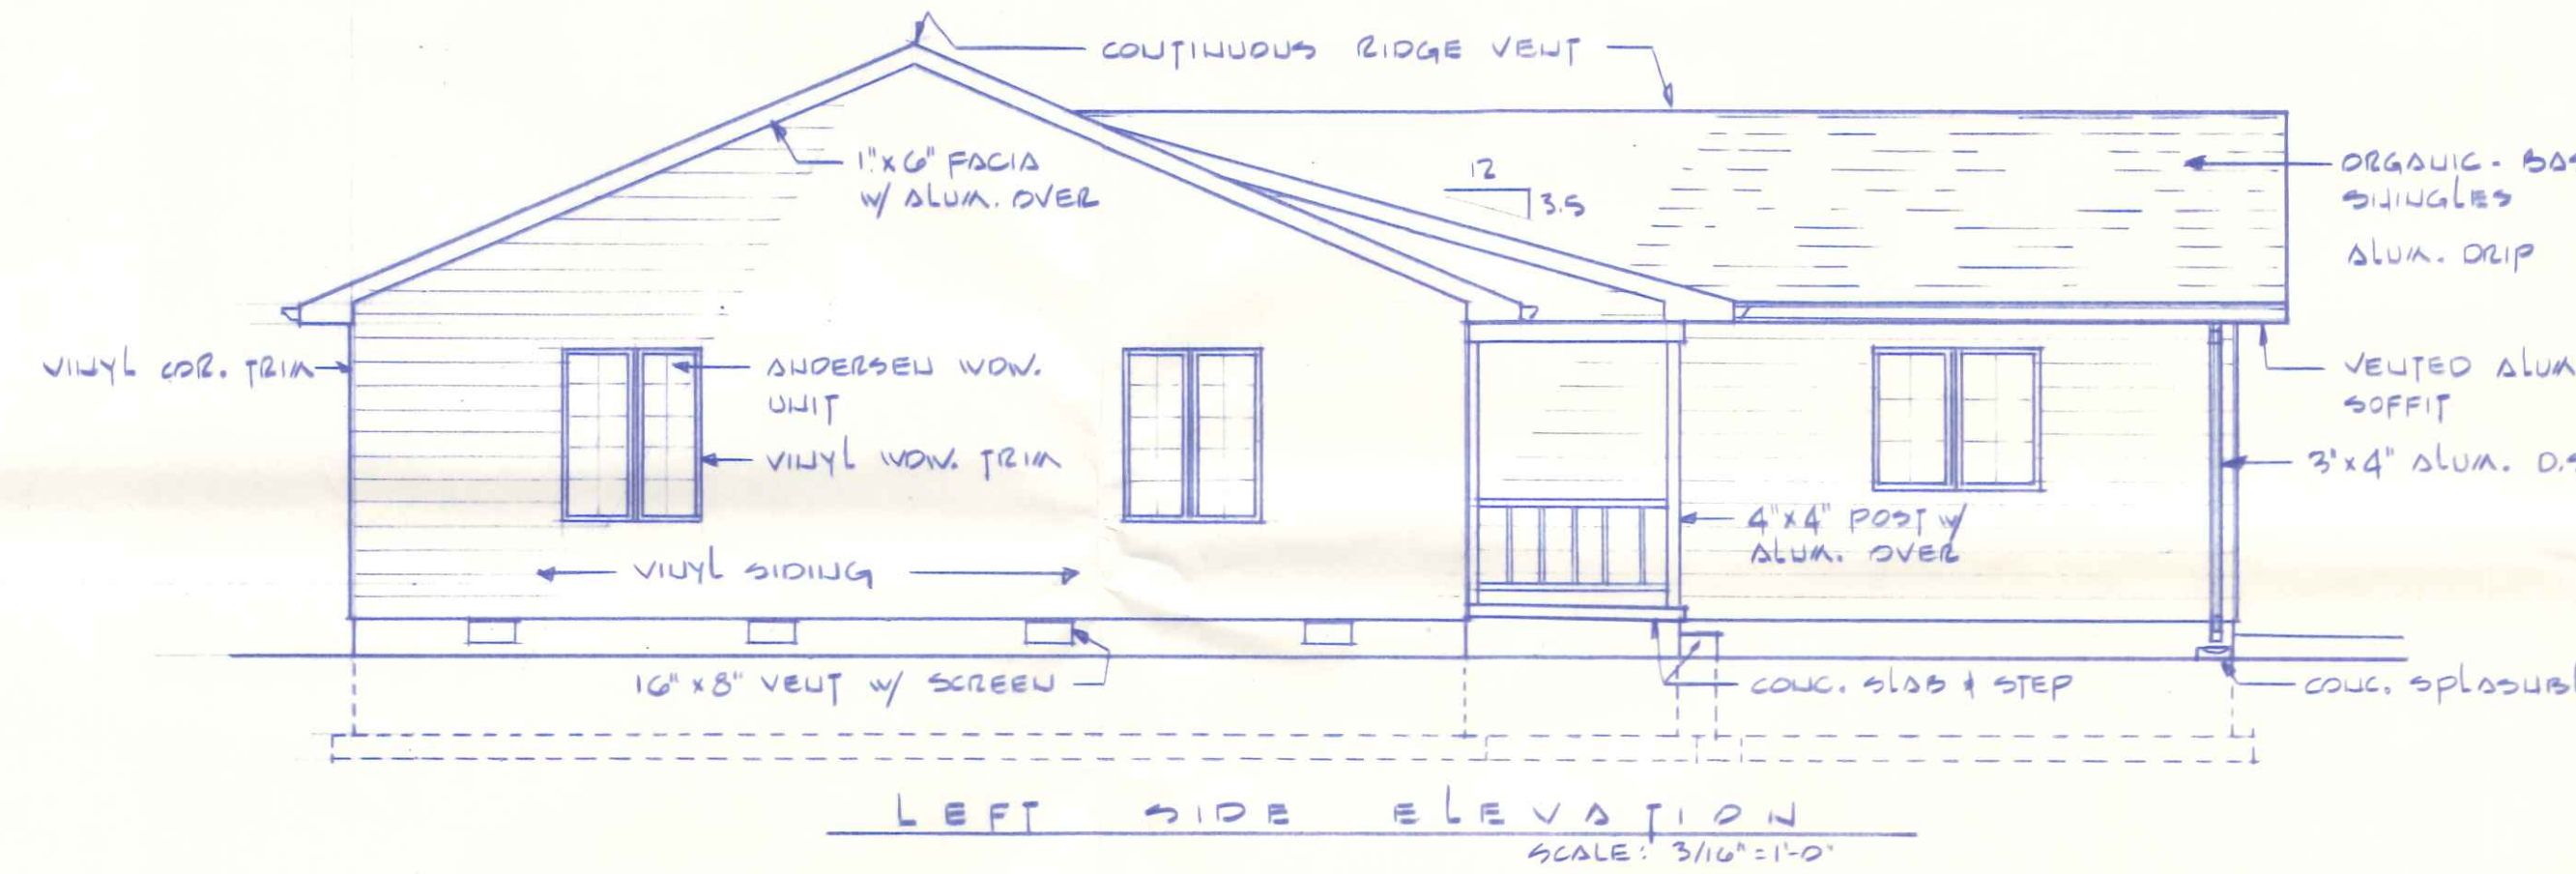 CONTINUOUS RIDGE VENT
1"x6" FACIA
W/ ALUM. OVER
12
3.5
ORGANIC - BAS
SHINGLES
ALUM. DRIP
VINYL COR. TRIM
ANDERSEN WDW.
UNIT
VINYL WDW. TRIM
VENTED ALUM
SOFFIT
3"x4" ALUM. D.S
4"x4" POST W/
ALUM. OVER
VINYL SIDING
16"x8" VENT W/ SCREEN
CONC. SLAB & STEP
CONC. SPLASHBL
LEFT SIDE ELEVATION
SCALE: 3/16"=1'-0"